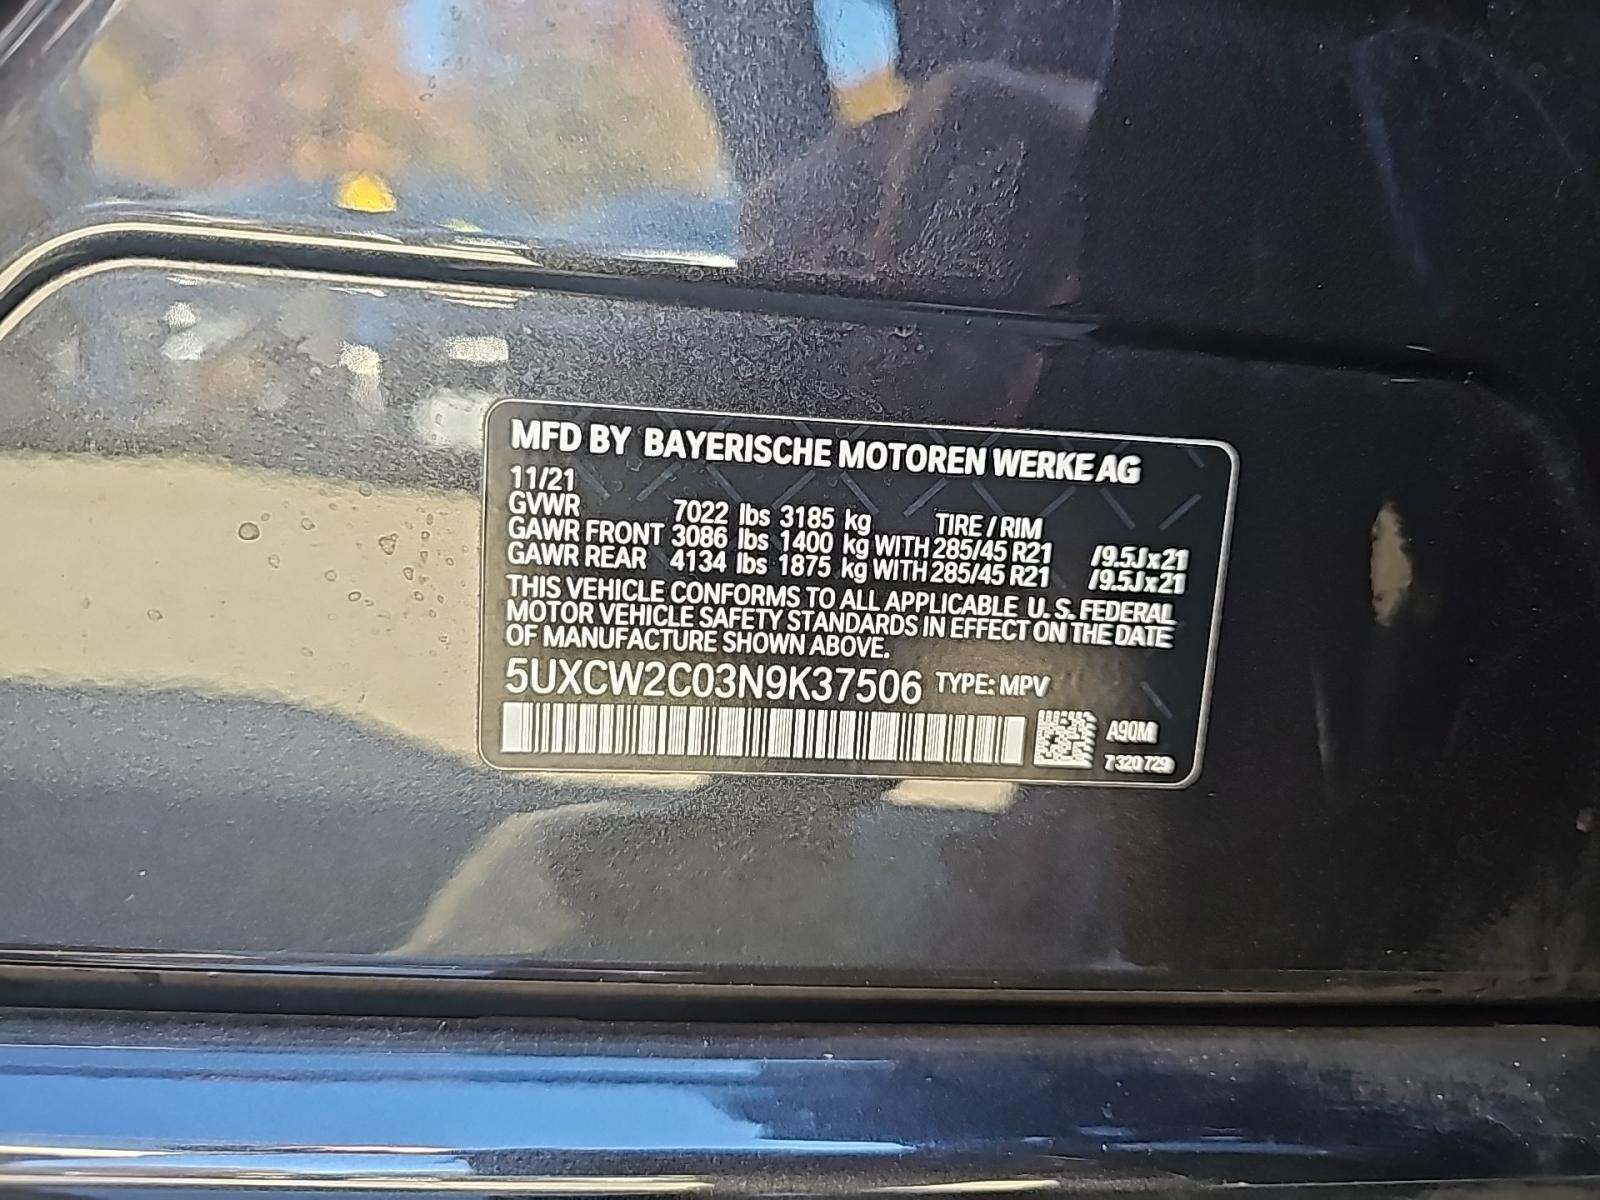 MFD BY BAYERISCHE MOTOREN WERKE AG
11/21
GVWR 7022 lbs 3185 kg TIRE / RIM
GAWR FRONT 3086 lbs 1400 kg WITH 285/45 R21 /9.5Jx21
GAWR REAR 4134 lbs 1875 kg WITH 285/45 R21 /9.5Jx21
THIS VEHICLE CONFORMS TO ALL APPLICABLE U.S. FEDERAL
MOTOR VEHICLE SAFETY STANDARDS IN EFFECT ON THE DATE
OF MANUFACTURE SHOWN ABOVE.
5UXCW2C03N9K37506 TYPE: MPV
A90M
7 320 729